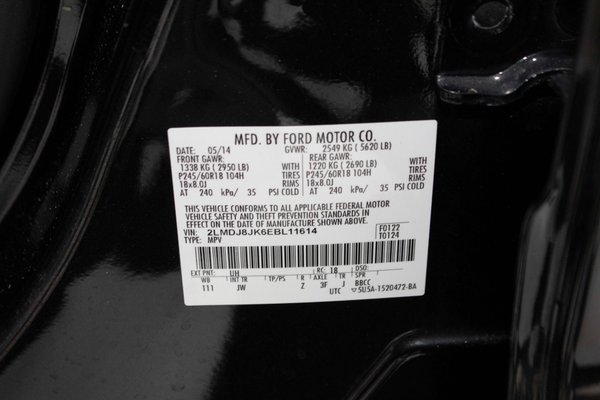 MFD. BY FORD MOTOR CO.
DATE: 05/14 GVWR: 2549 KG ( 5620 LB)
FRONT GAWR: REAR GAWR:
1338 KG ( 2950 LB) WITH 1220 KG ( 2690 LB) WITH
P245/60R18 104H TIRES P245/60R18 104H TIRES
18x8.0J RIMS 18x8.0J RIMS
AT 240 kPa/ 35 PSI COLD AT 240 kPa/ 35 PSI COLD
THIS VEHICLE CONFORMS TO ALL APPLICABLE FEDERAL MOTOR
VEHICLE SAFETY AND THEFT PREVENTION STANDARDS IN
EFFECT ON THE DATE OF MANUFACTURE SHOWN ABOVE.
VIN: 2LMDJ8JK6EBL11614 F0122
TYPE: MPV T0124
EXT PNT: UH RC: 18 DSO:
WB INT TR TP/PS R AXLE TR SPR
111 JW Z 3F J BBCC
UTC ▽5U5A-1520472-BA